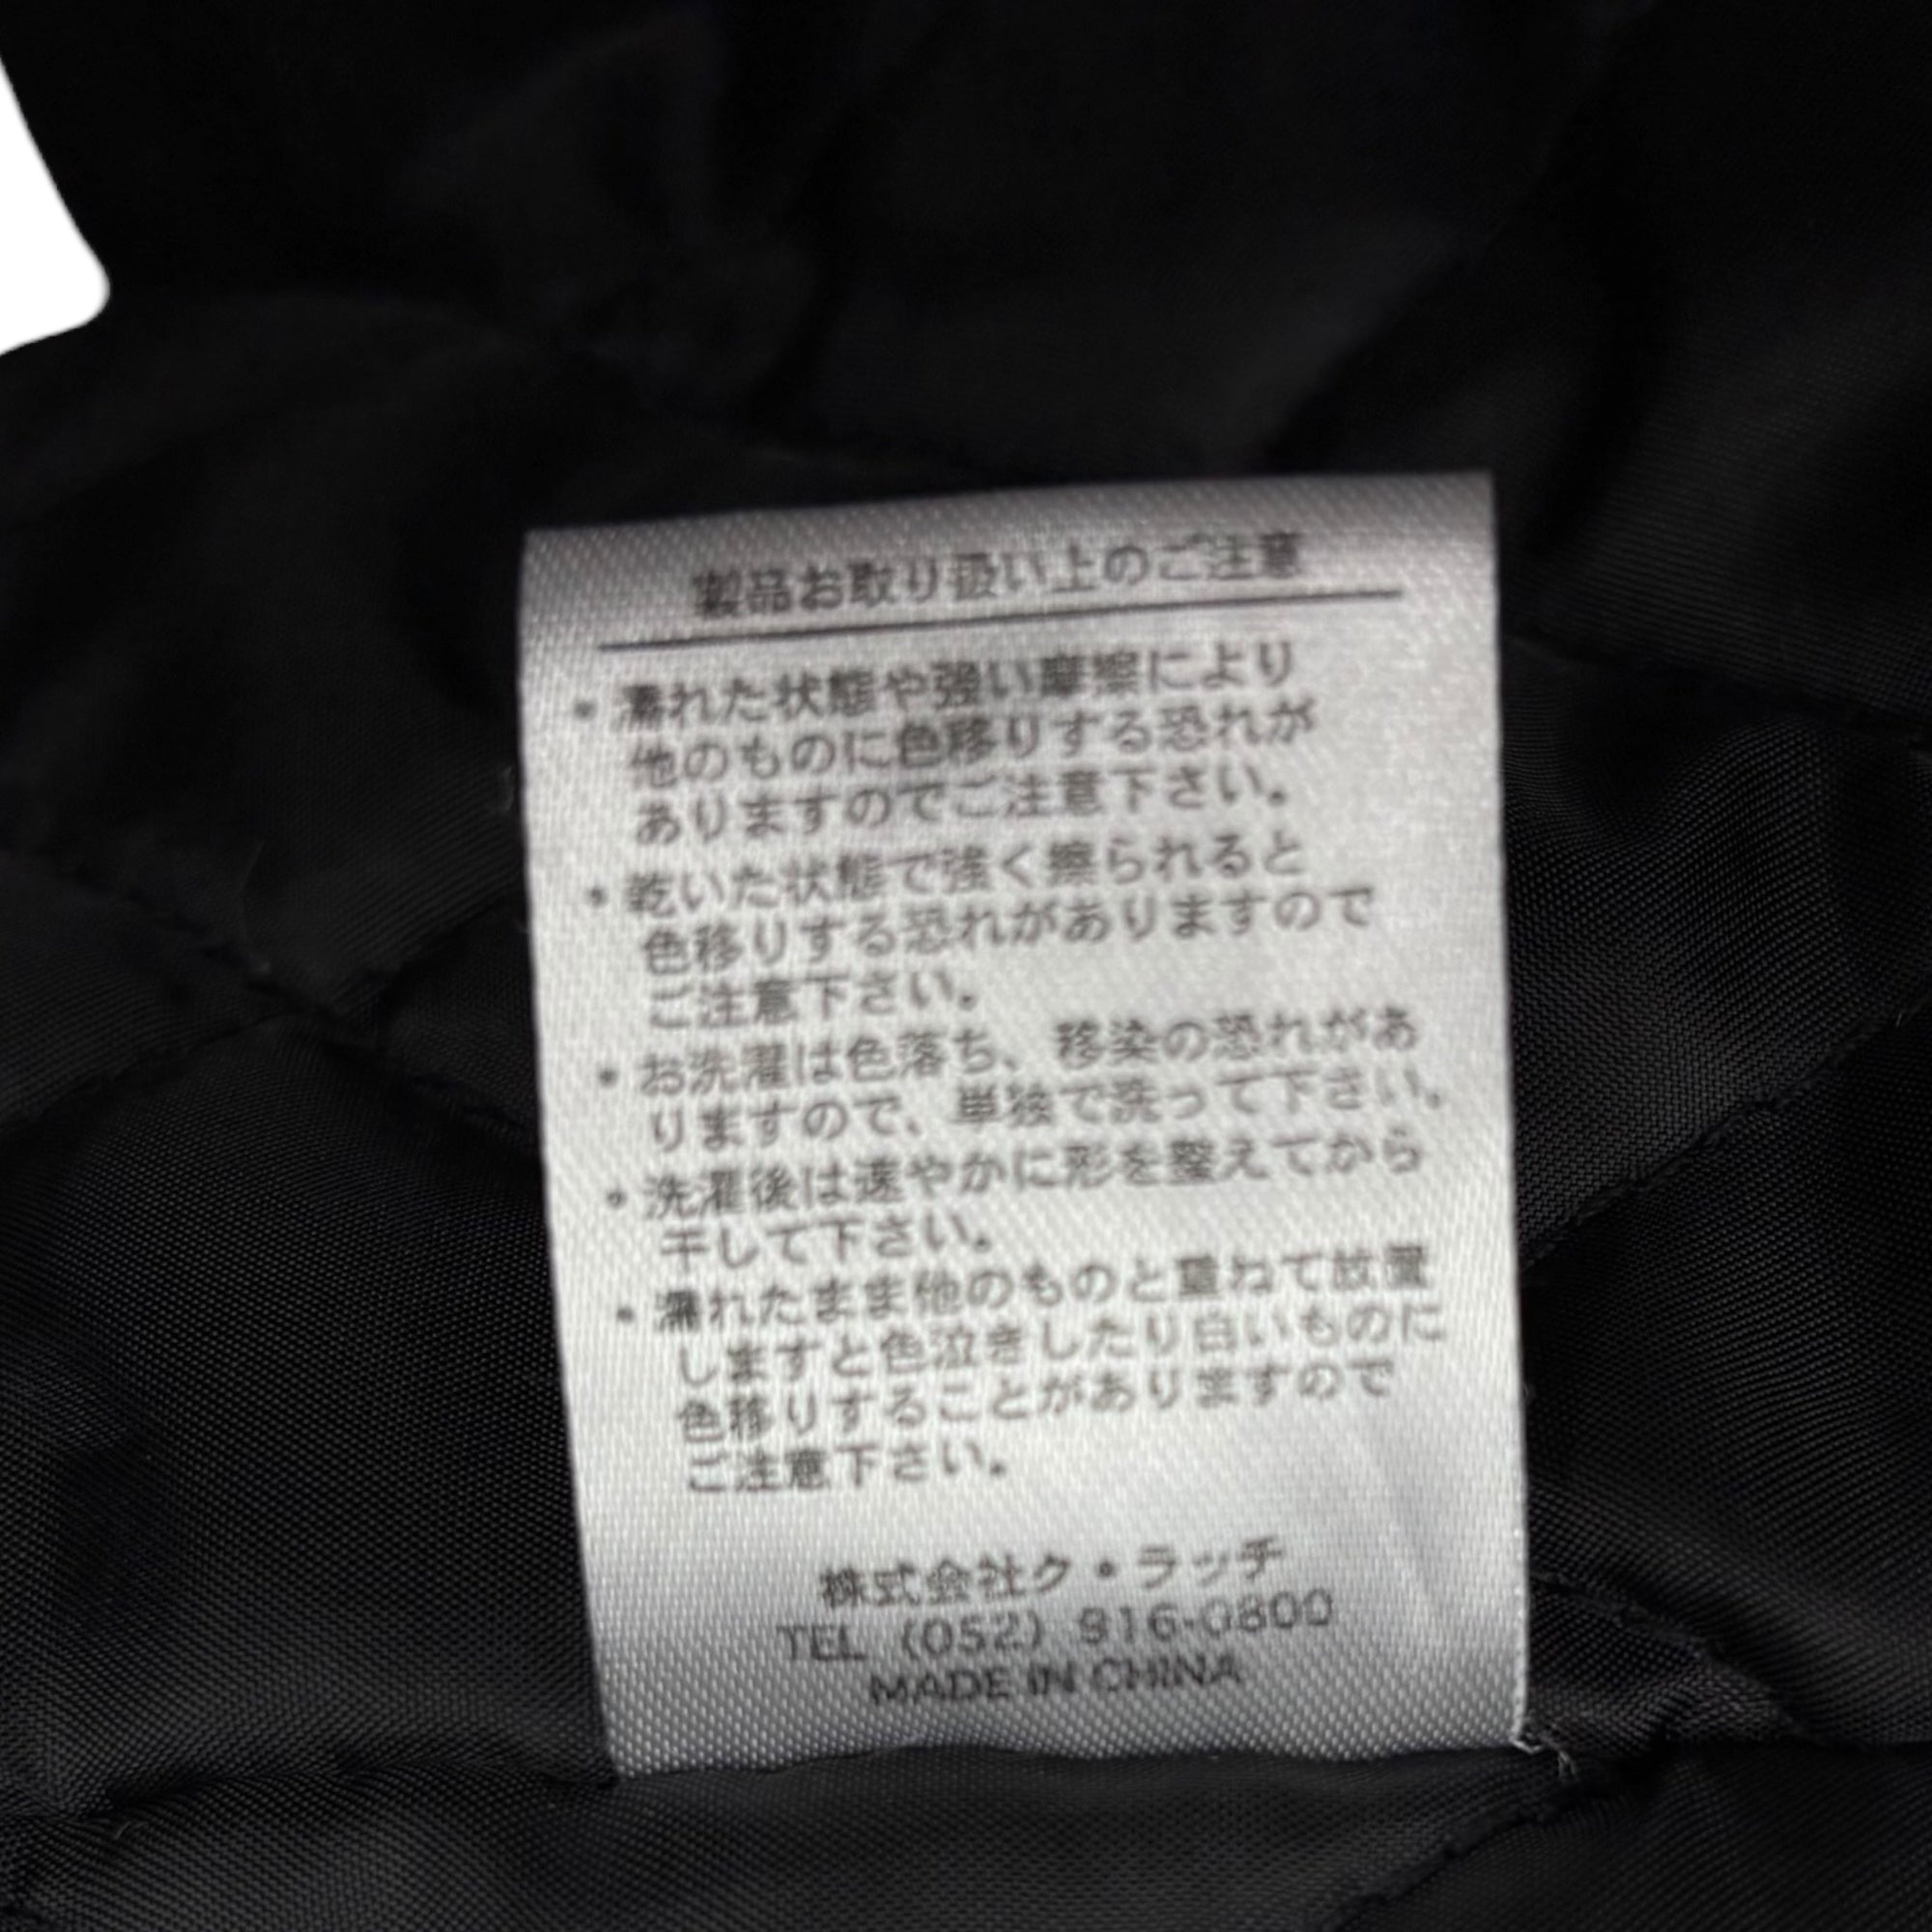 製品お取り扱い上のご注意
・濡れた状態や強い摩擦により
他のものに色移りする恐れが
ありますのでご注意下さい。
・乾いた状態で強く擦られると
色移りする恐れがありますので
ご注意下さい。
・お洗濯は色落ち、移染の恐れがあ
りますので、単独で洗って下さい。
・洗濯後は速やかに形を整えてから
干して下さい。
・濡れたまま他のものと重ねて放置
しますと色泣きしたり白いものに
色移りすることがありますので
ご注意下さい。
株式会社ク・ラッチ
TEL (052) 916-0800
MADE IN CHINA